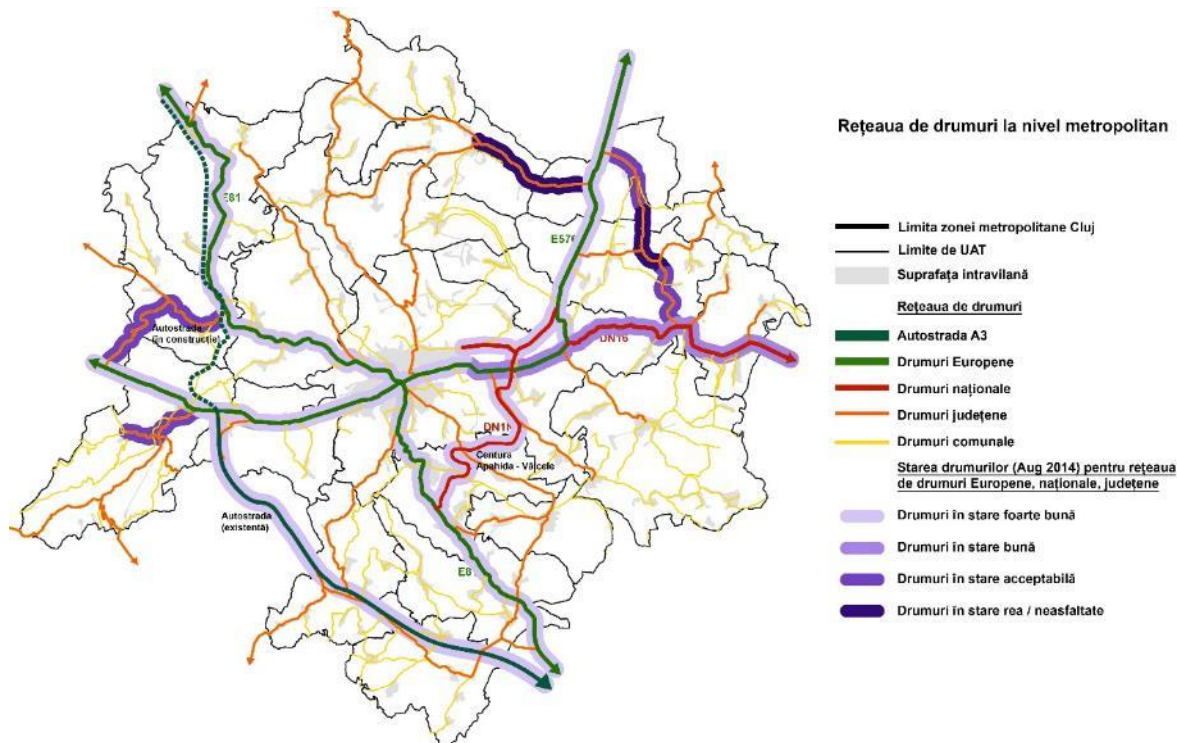 Rețeaua de drumuri la nivel metropolitan
Limita zonei metropolitane Cluj
Limite de UAT
Suprafața intravilană
Rețeaua de drumuri
Autostrada A3
Drumuri Europene
Drumuri naționale
Drumuri județene
Drumuri comunale
Starea drumurilor (Aug 2014) pentru rețeaua
de drumuri Europene, naționale, județene
Drumuri în stare foarte bună
Drumuri în stare bună
Drumuri în stare acceptabilă
Drumuri în stare rea / neasfaltate
E81
E576
Autostrada
(în construcție)
DN16
DN1N
Centura
Apahida - Vâlcele
Autostrada
(existentă)